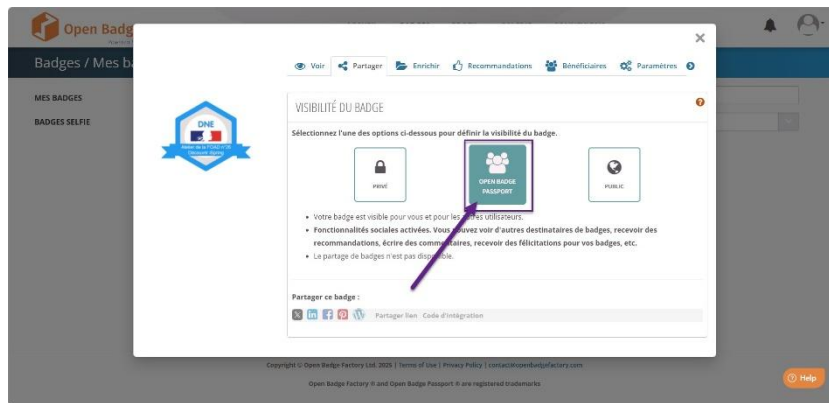 Open Badg
Badges / Mes b
MES BADGES
BADGES SELFIE
DNE
×
Voir
Partager
Enrichir
Recommandations
Bénéficiaires
Paramètres
VISIBILITÉ DU BADGE
Sélectionnez l'une des options ci-dessous pour définir la visibilité du badge.
PRIVÉ
OPEN BADGE
PASSPORT
PUBLIC
Votre badge est visible pour vous et pour les autres utilisateurs.
Fonctionnalités sociales activées. Vous pouvez voir d'autres destinataires de badges, recevoir des
recommandations, écrire des commentaires, recevoir des félicitations pour vos badges, etc.
Le partage de badges n'est pas disponible.
Partager ce badge :
Partager lien Code d'intégration
Copyright © Open Badge Factory Ltd. 2025 | Terms of Use | Privacy Policy | contact@openbadgefactory.com
Open Badge Factory ® and Open Badge Passport ® are registered trademarks
Help